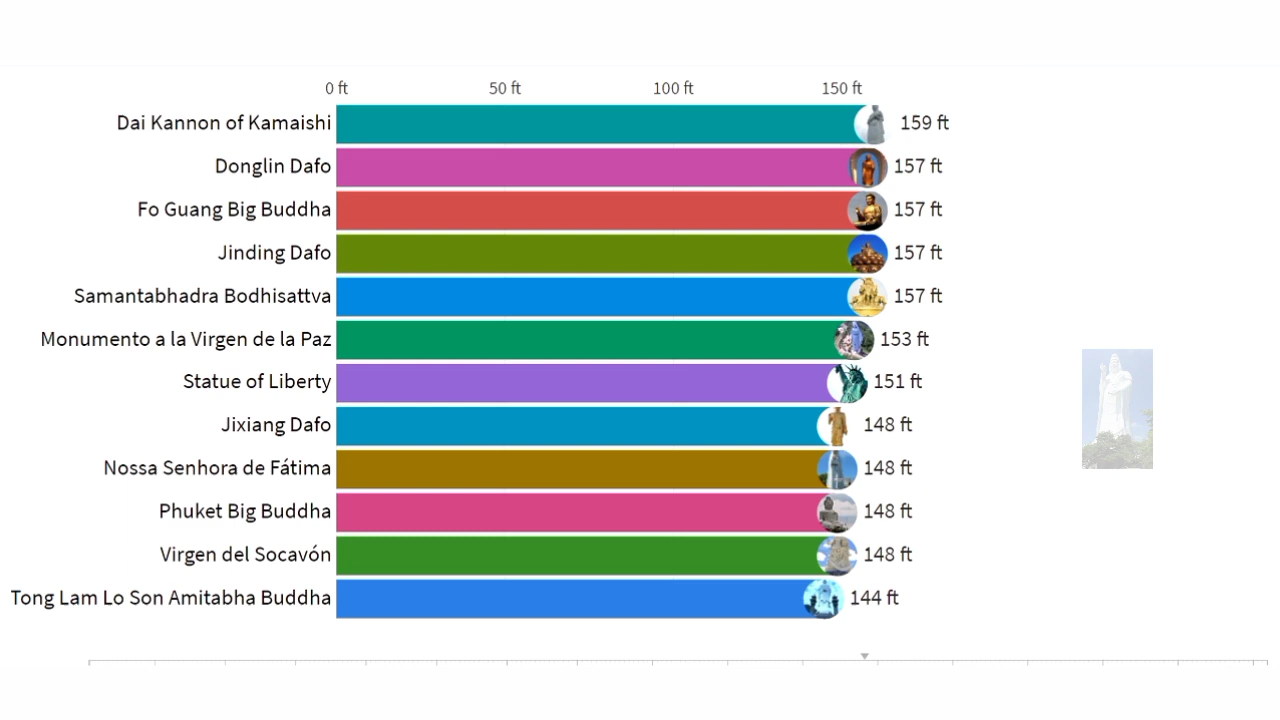 0 ft 50 ft 100 ft 150 ft
Dai Kannon of Kamaishi 159 ft
Donglin Dafo 157 ft
Fo Guang Big Buddha 157 ft
Jinding Dafo 157 ft
Samantabhadra Bodhisattva 157 ft
Monumento a la Virgen de la Paz 153 ft
Statue of Liberty 151 ft
Jixiang Dafo 148 ft
Nossa Senhora de Fátima 148 ft
Phuket Big Buddha 148 ft
Virgen del Socavón 148 ft
Tong Lam Lo Son Amitabha Buddha 144 ft